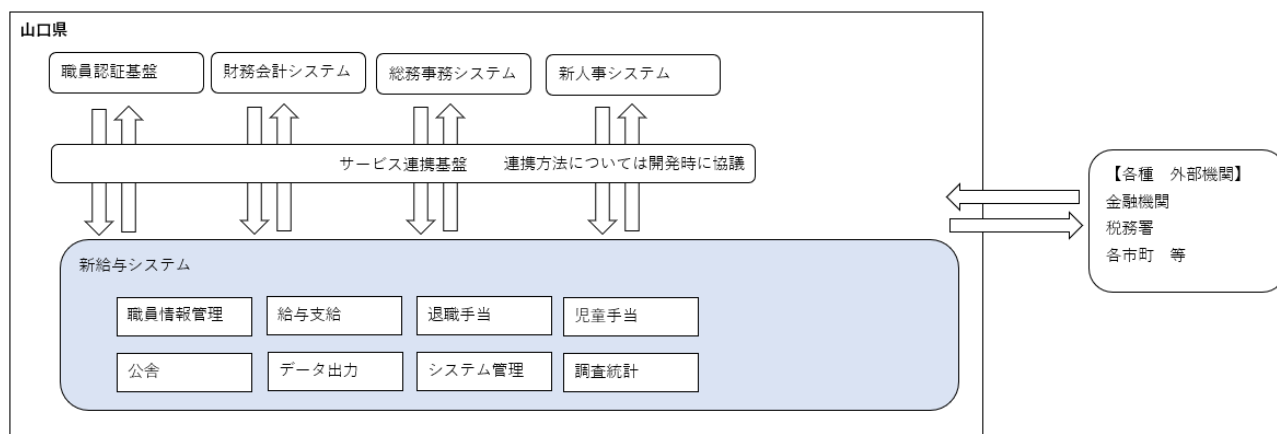 山口県
職員認証基盤
財務会計システム
総務事務システム
新人事システム
サービス連携基盤　　連携方法については開発時に協議
【各種　外部機関】
金融機関
税務署
各市町　等
新給与システム
職員情報管理
給与支給
退職手当
児童手当
公舎
データ出力
システム管理
調査統計